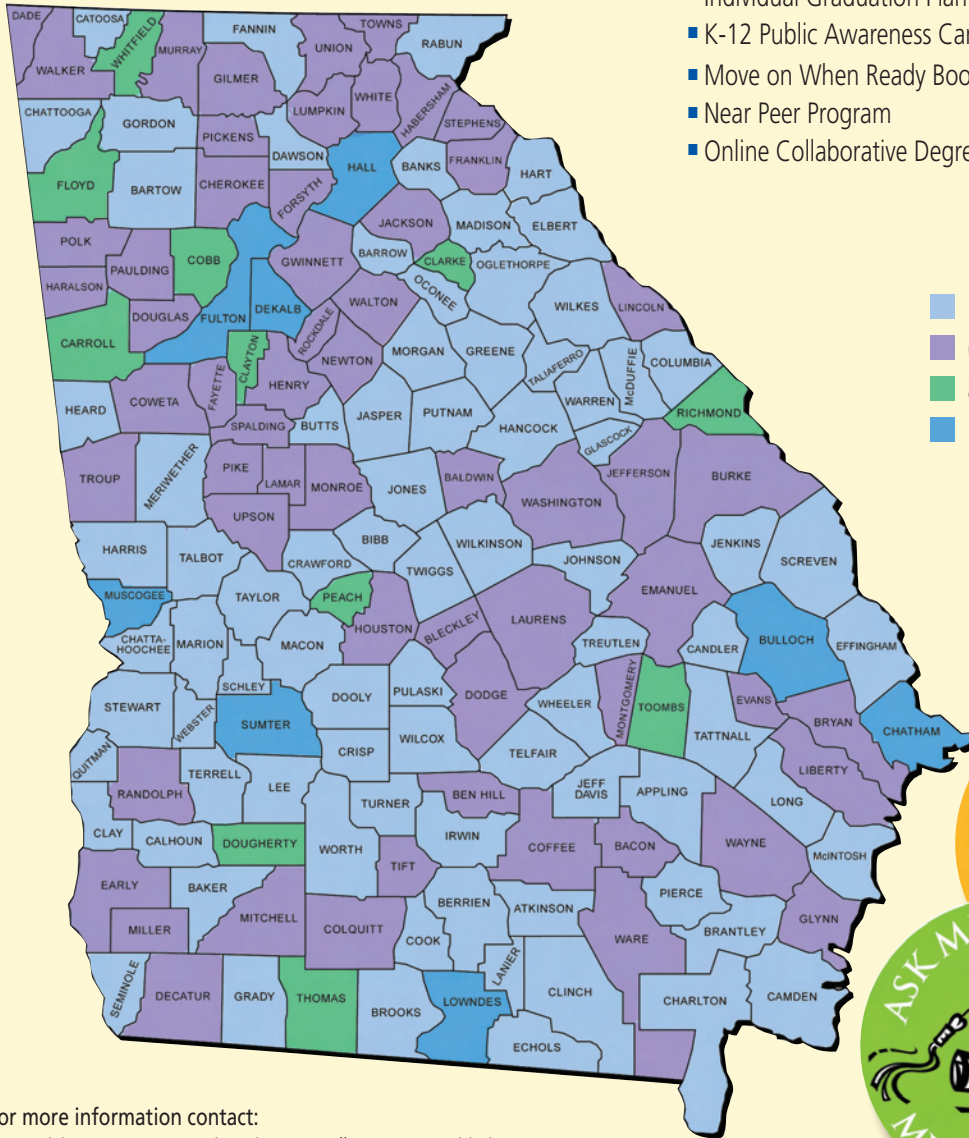 Individual Graduation Plan
K-12 Public Awareness Ca
Move on When Ready Boo
Near Peer Program
Online Collaborative Degre
DADE
CATOOSA
WHITFIELD
MURRAY
FANNIN
UNION
TOWNS
RABUN
WALKER
GILMER
LUMPKIN
WHITE
HABERSHAM
STEPHENS
CHATTOOGA
GORDON
PICKENS
DAWSON
HALL
BANKS
FRANKLIN
HART
FLOYD
BARTOW
CHEROKEE
FORSYTH
JACKSON
MADISON
ELBERT
POLK
PAULDING
COBB
GWINNETT
BARROW
CLARKE
OGLETHORPE
OCONEE
HARALSON
DOUGLAS
FULTON
DEKALB
ROCKDALE
WALTON
WILKES
LINCOLN
CARROLL
CLAYTON
NEWTON
MORGAN
GREENE
TALIAFERRO
McDUFFIE
COLUMBIA
HEARD
COWETA
FAYETTE
HENRY
JASPER
PUTNAM
HANCOCK
WARREN
RICHMOND
SPALDING
BUTTS
GLASCOCK
TROUP
MERIWETHER
PIKE
LAMAR
MONROE
JONES
BALDWIN
WASHINGTON
JEFFERSON
BURKE
UPSON
HARRIS
TALBOT
CRAWFORD
BIBB
TWIGGS
WILKINSON
JOHNSON
JENKINS
SCREVEN
MUSCOGEE
TAYLOR
PEACH
HOUSTON
BLECKLEY
LAURENS
EMANUEL
CHATTA-
HOOCHEE
MARION
MACON
TREUTLEN
CANDLER
BULLOCH
EFFINGHAM
SCHLEY
STEWART
WEBSTER
SUMTER
DOOLY
PULASKI
DODGE
WHEELER
MONTGOMERY
TOOMBS
TATTNALL
EVANS
BRYAN
CHATHAM
QUITMAN
CRISP
WILCOX
TELFAIR
LIBERTY
RANDOLPH
TERRELL
LEE
TURNER
BEN HILL
JEFF
DAVIS
APPLING
LONG
CLAY
CALHOUN
DOUGHERTY
WORTH
IRWIN
COFFEE
BACON
WAYNE
McINTOSH
TIFT
EARLY
BAKER
MITCHELL
COLQUITT
BERRIEN
ATKINSON
PIERCE
MILLER
COOK
WARE
BRANTLEY
GLYNN
SEMINOLE
DECATUR
GRADY
THOMAS
BROOKS
LOWNDES
LANIER
CLINCH
CHARLTON
CAMDEN
ECHOLS
ASK M
or more information contact: